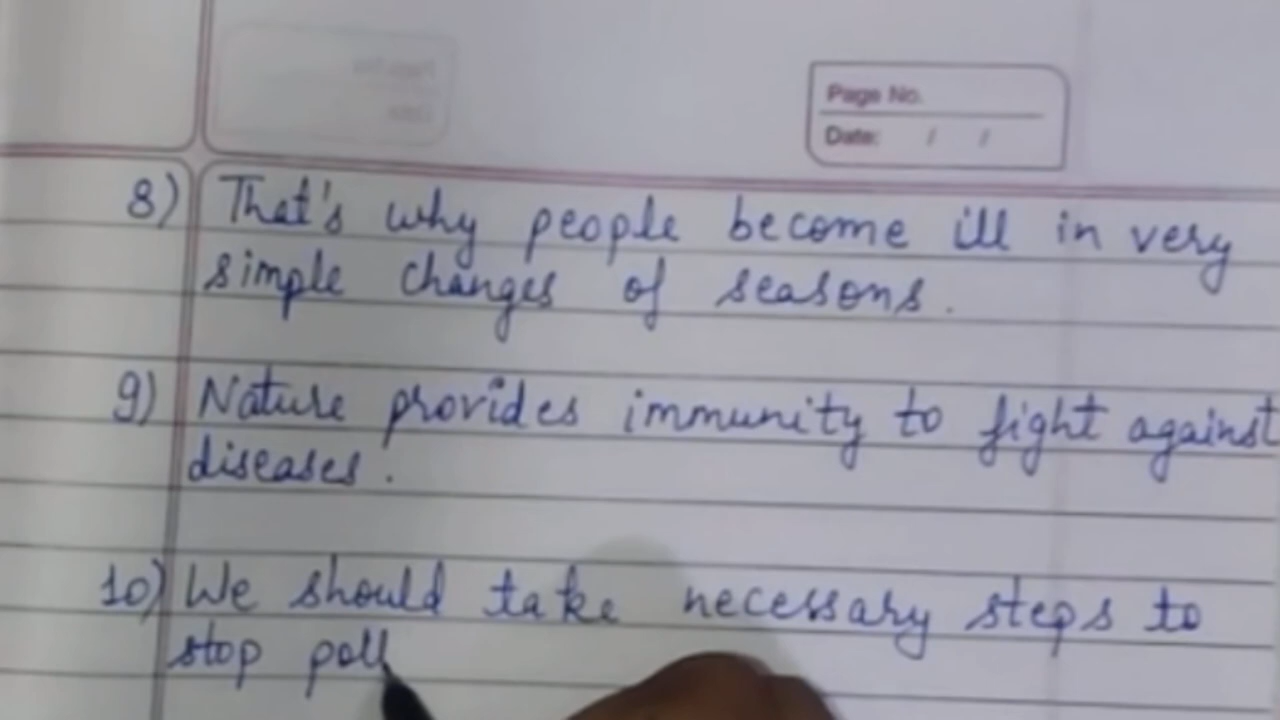 Page No.
Date: / /
8) That's why people become ill in very
simple changes of seasons.
9) Nature provides immunity to fight against
diseases.
10) We should take necessary steps to
stop poll